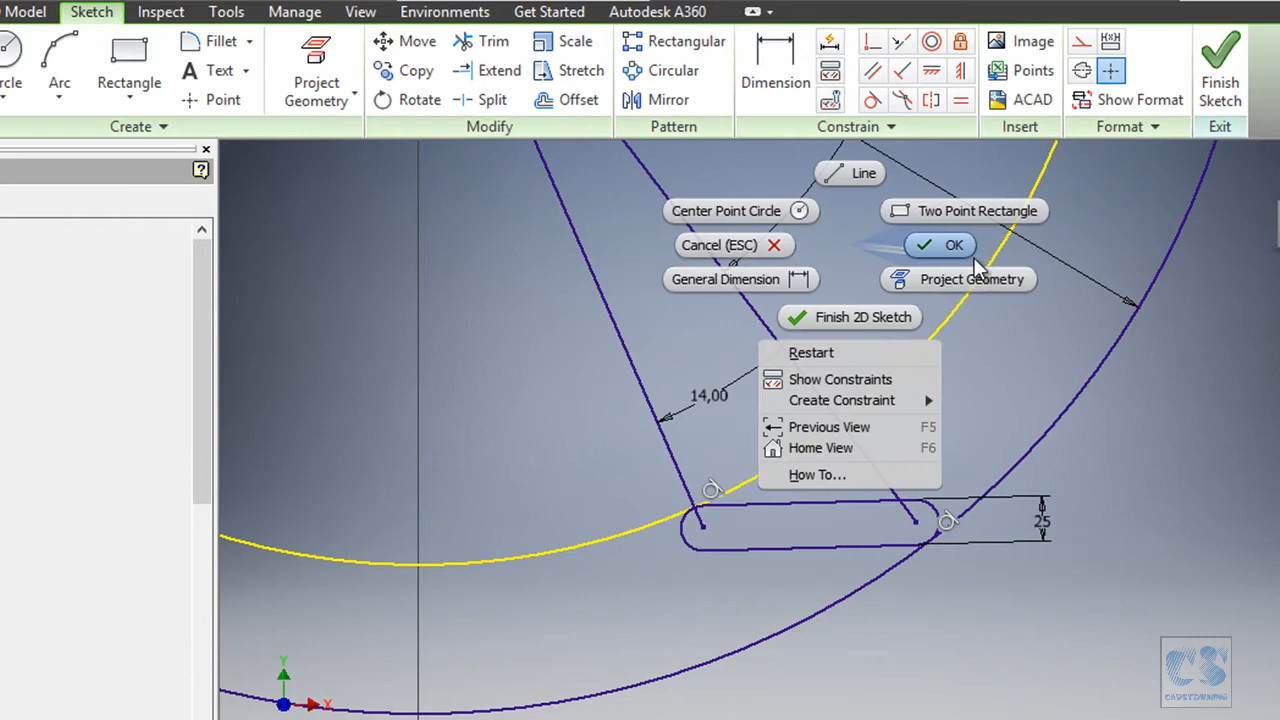 Model Sketch Inspect Tools Manage View Environments Get Started Autodesk A360
Fillet Move Trim Scale Rectangular Image
Arc Rectangle Text Project Geometry Copy Extend Stretch Circular Dimension Points Finish Sketch
Point Rotate Split Offset Mirror ACAD Show Format
Create Modify Pattern Constrain Insert Format Exit
?
Line
Center Point Circle Two Point Rectangle
Cancel (ESC) OK
General Dimension Project Geometry
Finish 2D Sketch
Restart
Show Constraints
Create Constraint
Previous View F5
Home View F6
How To...
14,00
25
Y
X
CS